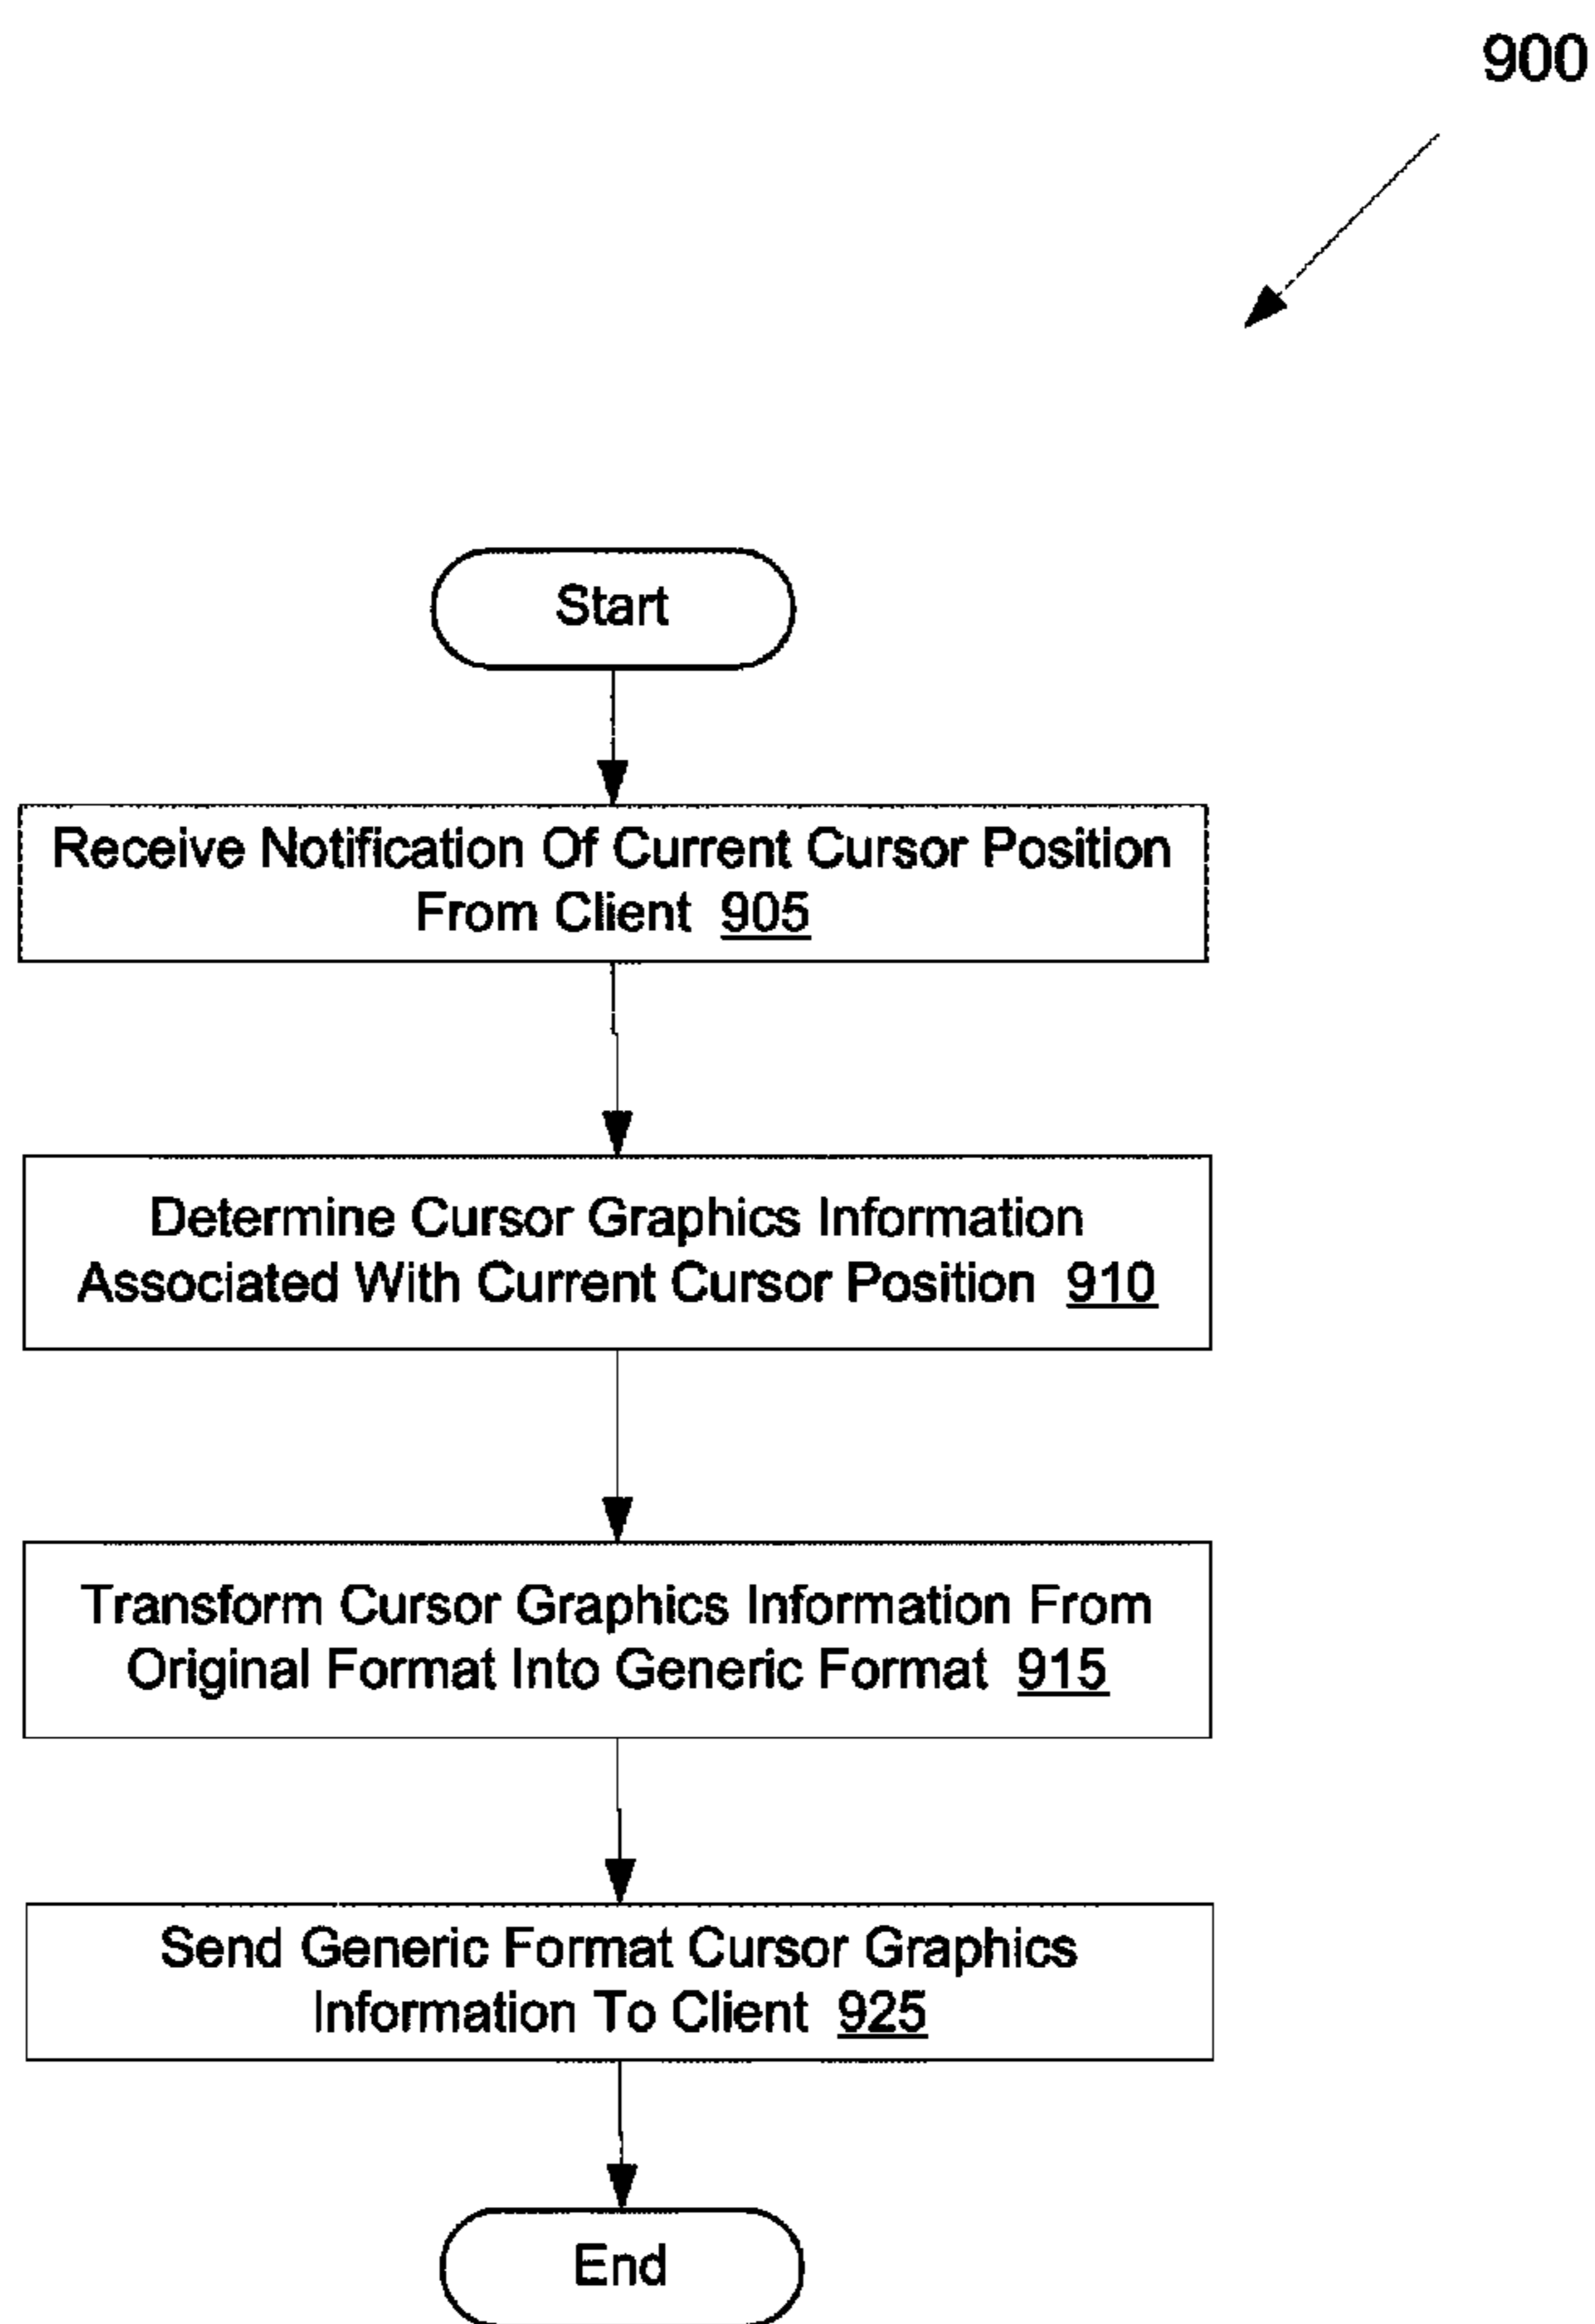 900
Start
Receive Notification Of Current Cursor Position
From Client 905
Determine Cursor Graphics Information
Associated With Current Cursor Position 910
Transform Cursor Graphics Information From
Original Format Into Generic Format 915
Send Generic Format Cursor Graphics
Information To Client 925
End